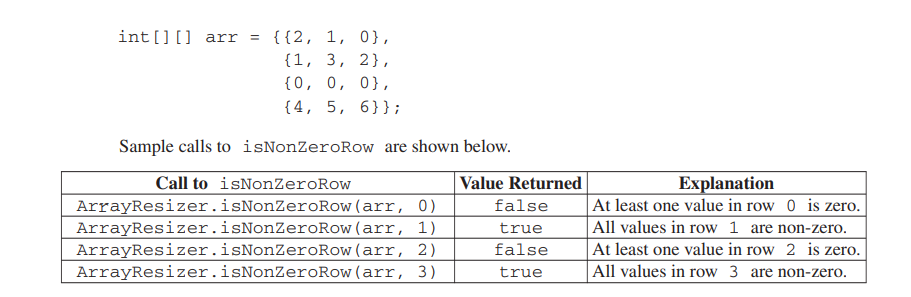 int[][] arr = {{2, 1, 0},
{1, 3, 2},
{0, 0, 0},
{4, 5, 6}};
Sample calls to isNonZeroRow are shown below.
Call to isNonZeroRow Value Returned Explanation
ArrayResizer.isNonZeroRow(arr, 0) false At least one value in row 0 is zero.
ArrayResizer.isNonZeroRow(arr, 1) true All values in row 1 are non-zero.
ArrayResizer.isNonZeroRow(arr, 2) false At least one value in row 2 is zero.
ArrayResizer.isNonZeroRow(arr, 3) true All values in row 3 are non-zero.